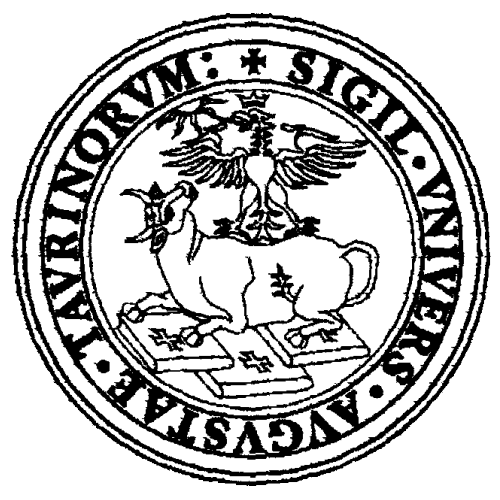 ✠ SIGIL · VNIVERS · AVGVSTAE · TAVRINORVM: